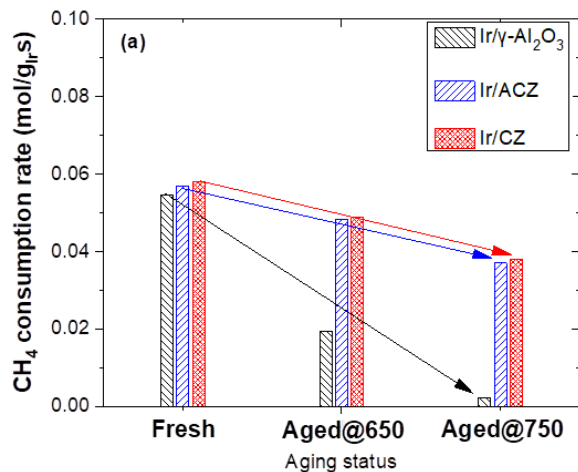 (a)
Ir/γ-Al₂O₃
Ir/ACZ
Ir/CZ
CH₄ consumption rate (mol/g_Ir s)
0.10
0.08
0.06
0.04
0.02
0.00
Fresh
Aged@650
Aged@750
Aging status